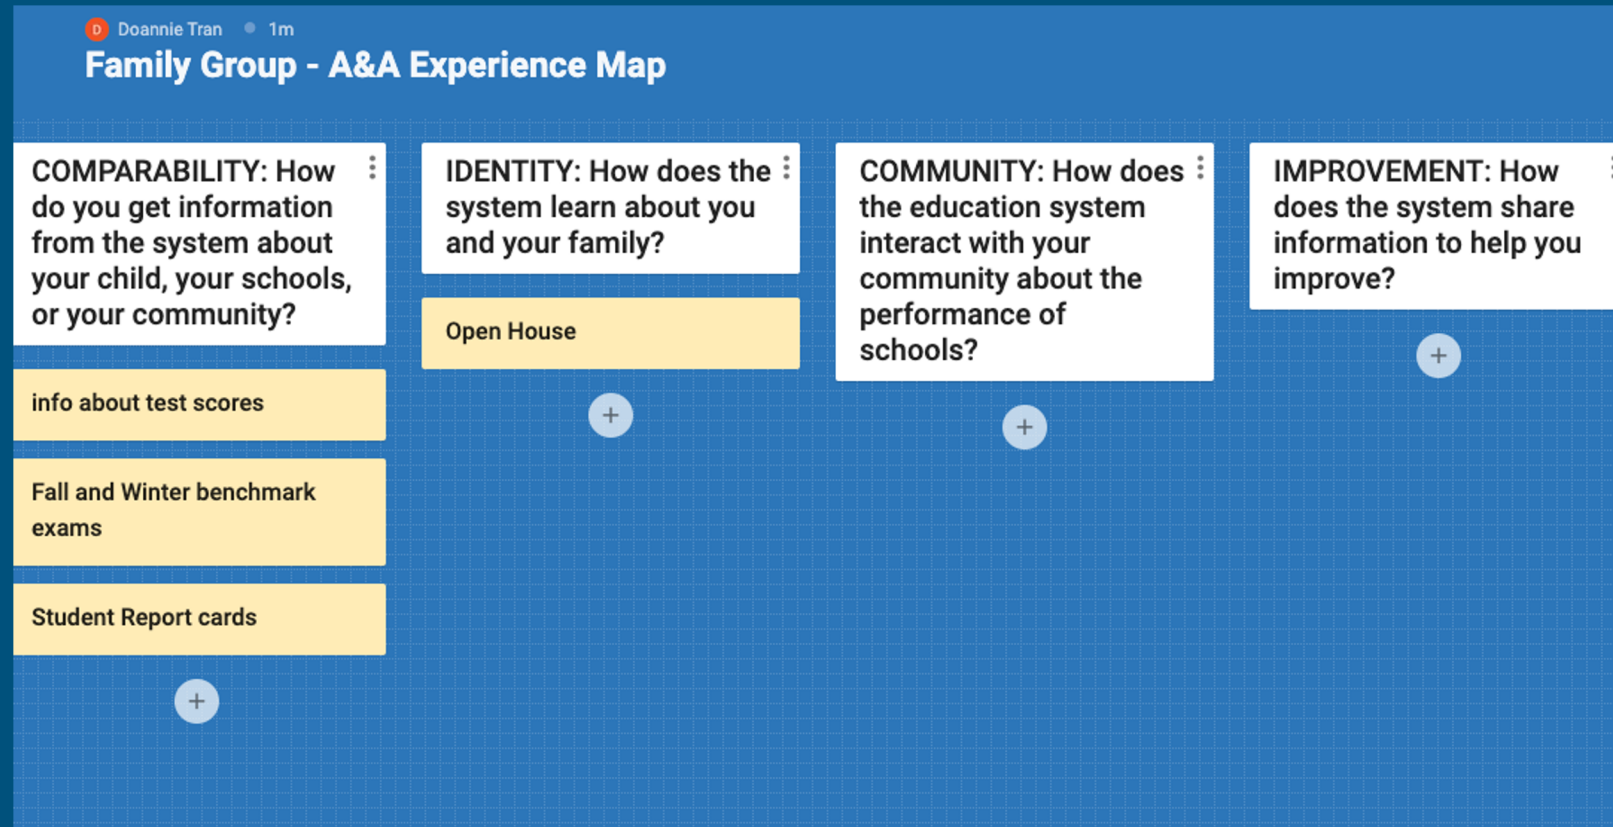 D Doannie Tran 1m
Family Group - A&A Experience Map
COMPARABILITY: How
do you get information
from the system about
your child, your schools,
or your community?
info about test scores
Fall and Winter benchmark
exams
Student Report cards
IDENTITY: How does the
system learn about you
and your family?
Open House
COMMUNITY: How does
the education system
interact with your
community about the
performance of
schools?
IMPROVEMENT: How
does the system share
information to help you
improve?